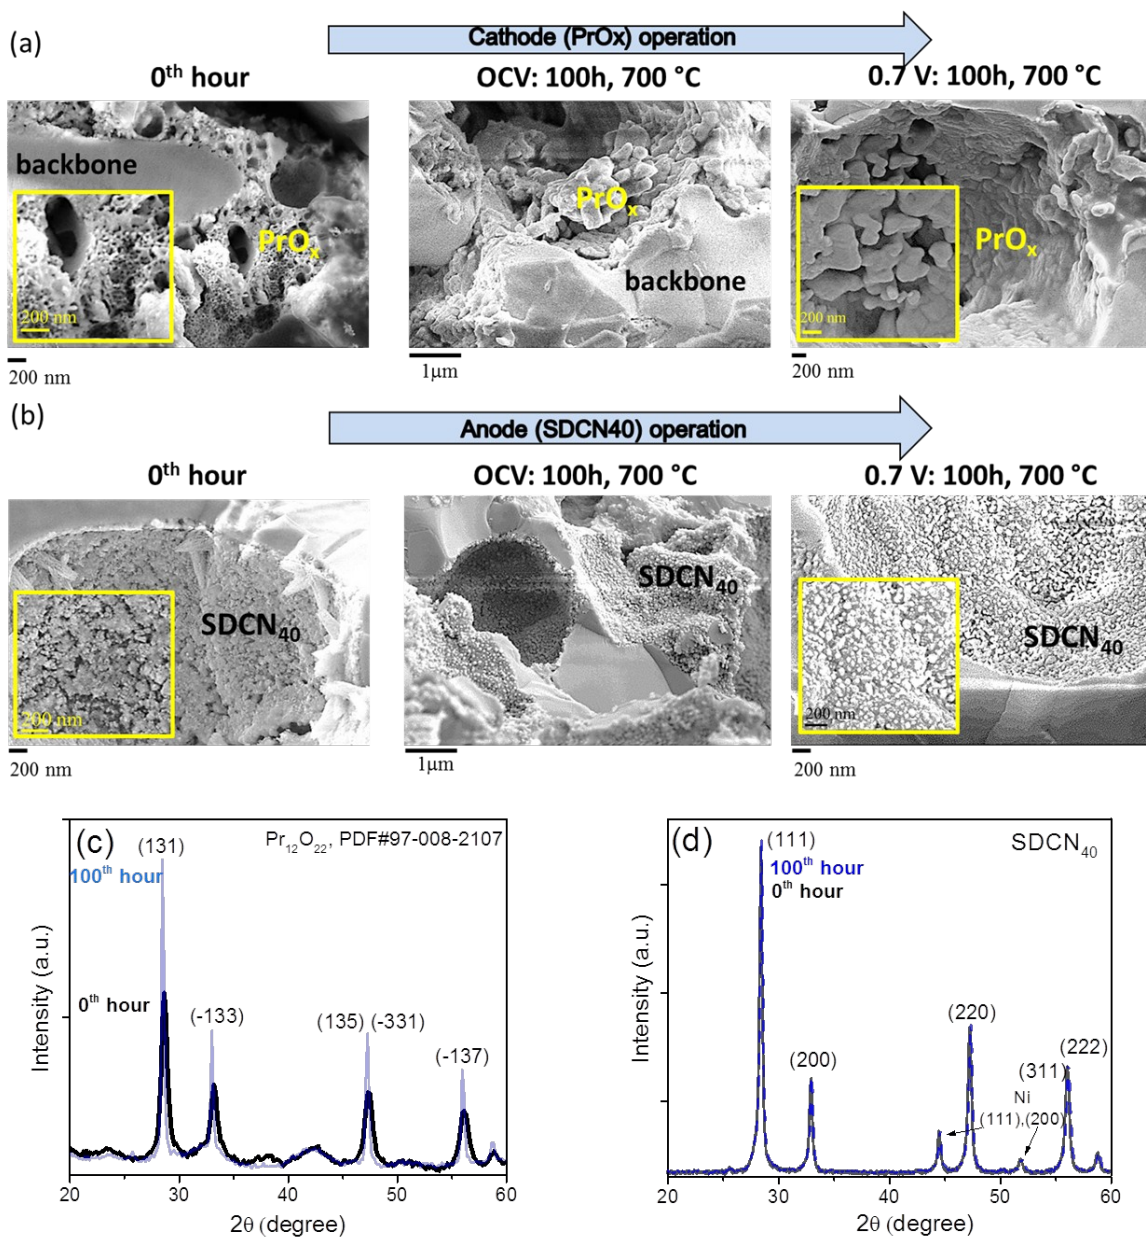 (a)
Cathode (PrOx) operation
0th hour
OCV: 100h, 700 °C
0.7 V: 100h, 700 °C
backbone
PrOx
200 nm
200 nm
PrOx
backbone
1μm
PrOx
200 nm
200 nm
(b)
Anode (SDCN40) operation
0th hour
OCV: 100h, 700 °C
0.7 V: 100h, 700 °C
SDCN40
200 nm
200 nm
SDCN40
1μm
SDCN40
200 nm
200 nm
(c)
Pr12O22, PDF#97-008-2107
(131)
100th hour
0th hour
(-133)
(135) (-331)
(-137)
Intensity (a.u.)
20 30 40 50 60
2θ (degree)
(d)
SDCN40
(111)
100th hour
0th hour
(200)
(220)
(311)
(222)
Ni
(111),(200)
Intensity (a.u.)
20 30 40 50 60
2θ (degree)